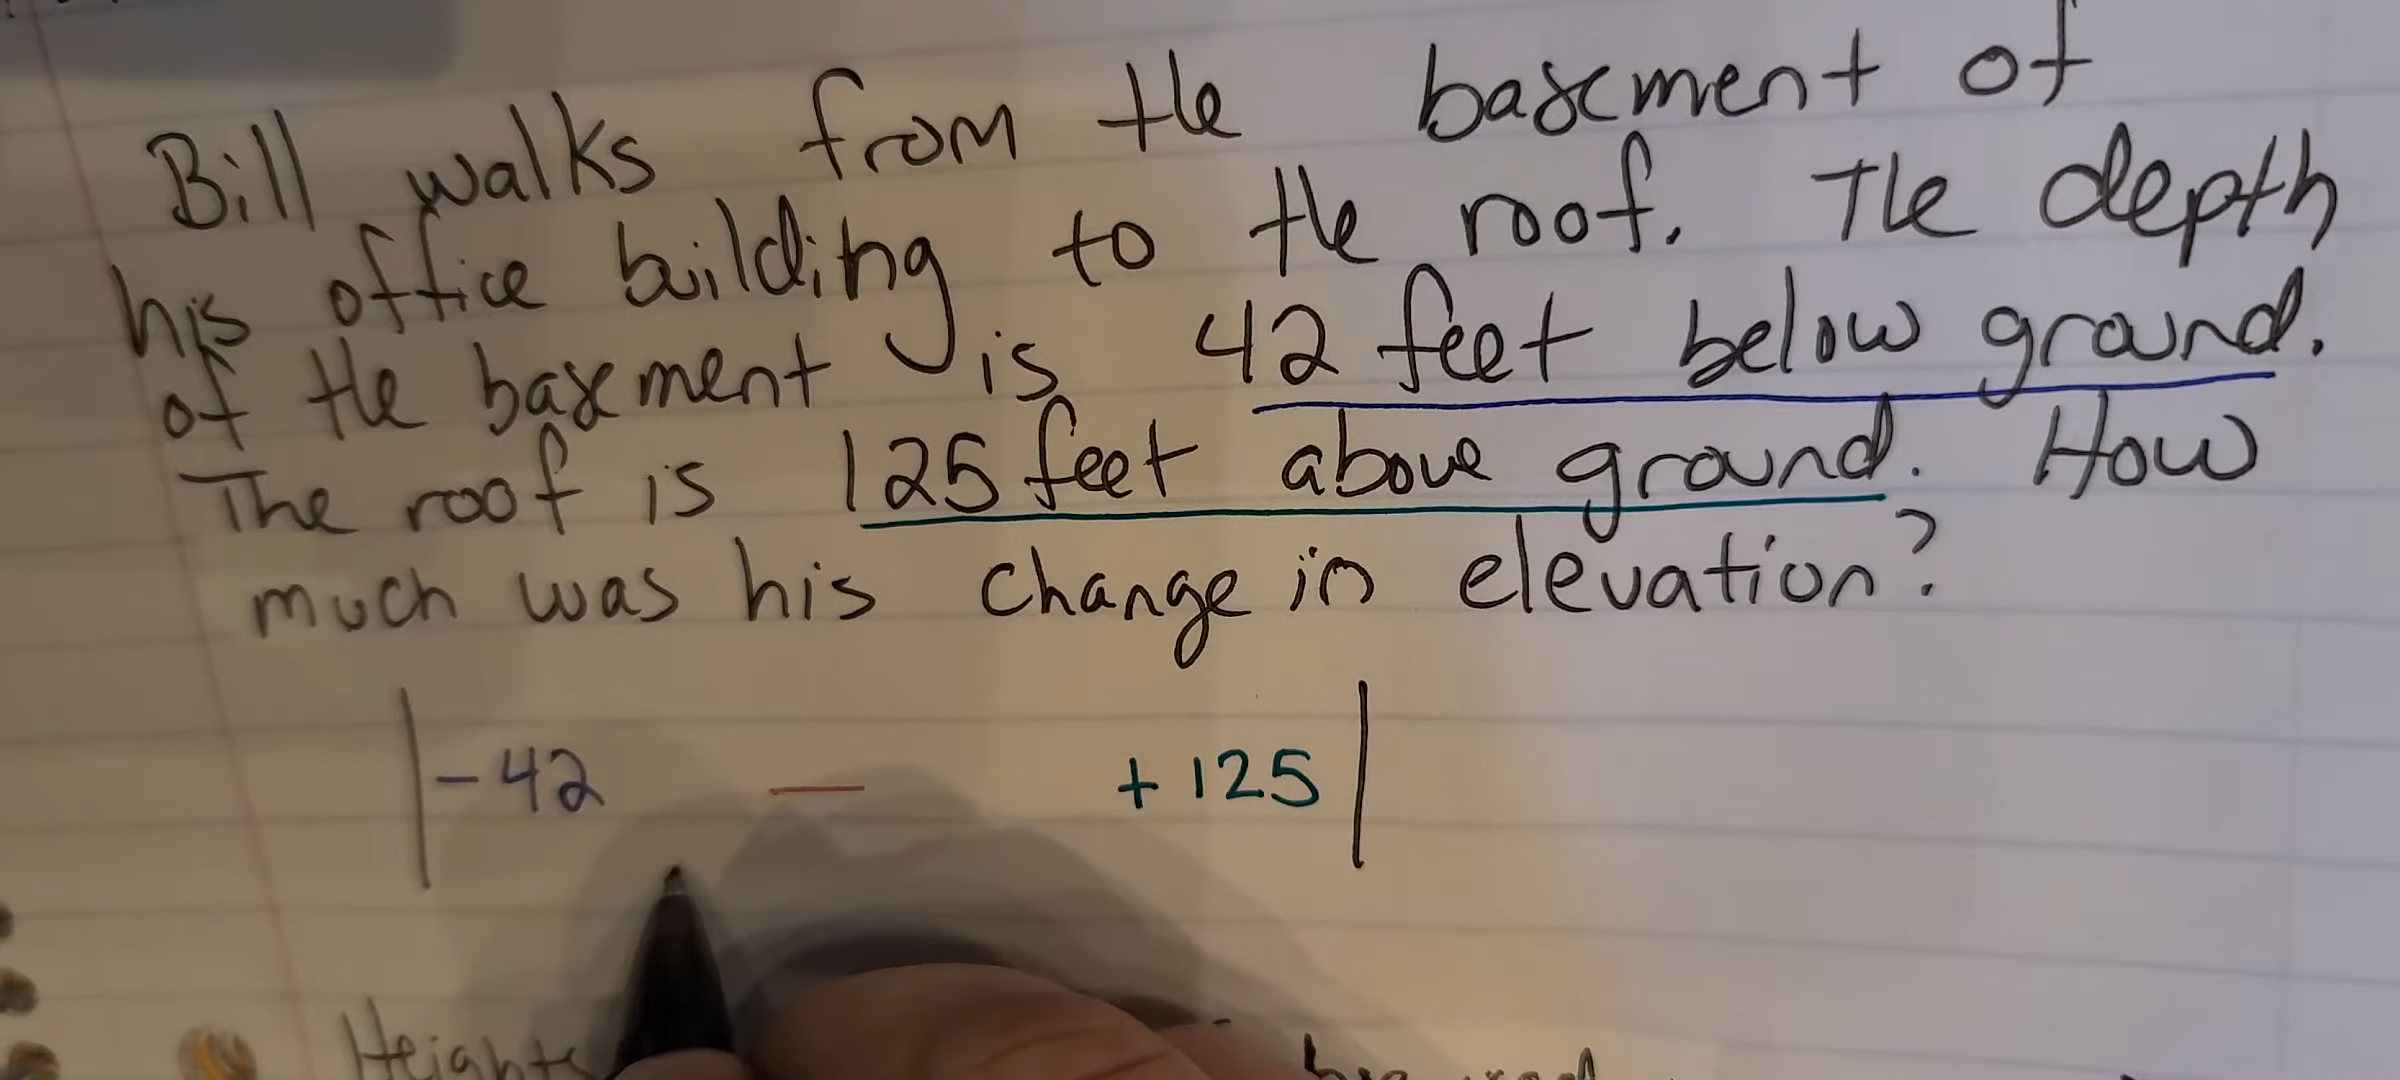 Bill walks from the basement of
his office building to the roof. The depth
of the basement is 42 feet below ground.
The roof is 125 feet above ground. How
much was his change in elevation?
|-42 — +125|
Heights